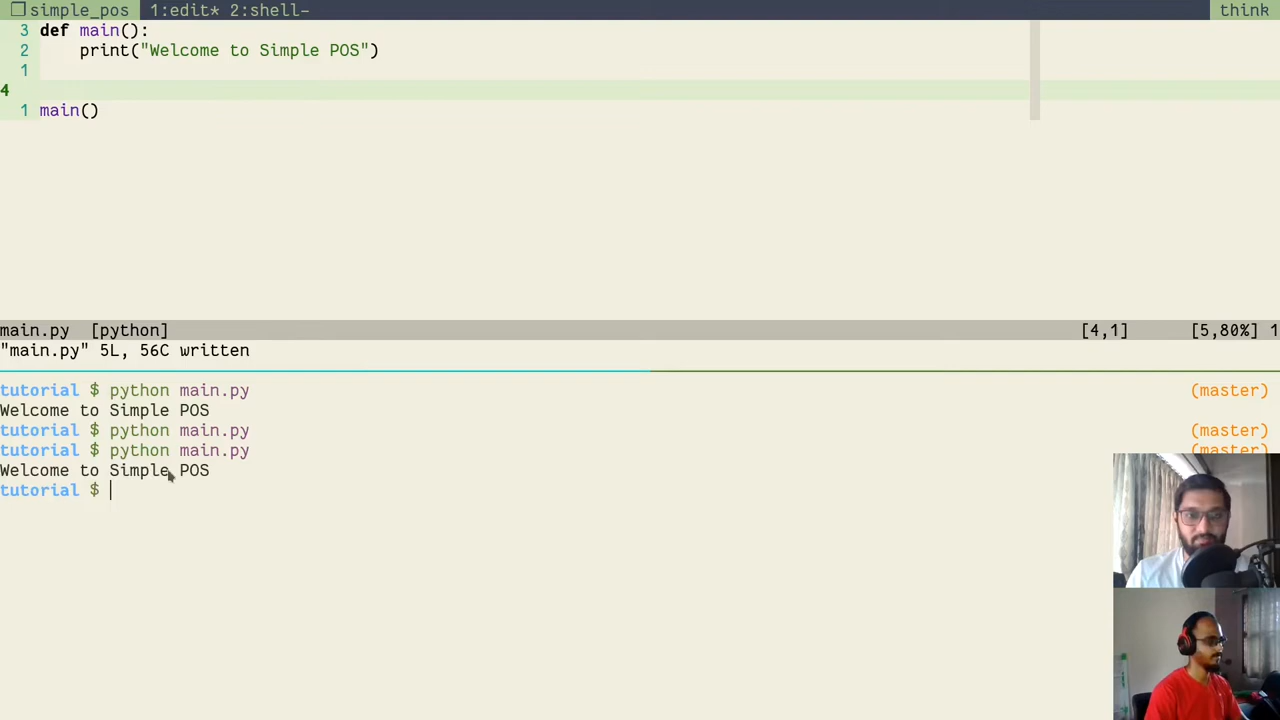 simple_pos 1:edit* 2:shell- think
3 def main():
2 print("Welcome to Simple POS")
1
4
1 main()
main.py [python] [4,1] [5,80%] 1
"main.py" 5L, 56C written
tutorial $ python main.py (master)
Welcome to Simple POS
tutorial $ python main.py (master)
tutorial $ python main.py (master)
Welcome to Simple POS
tutorial $